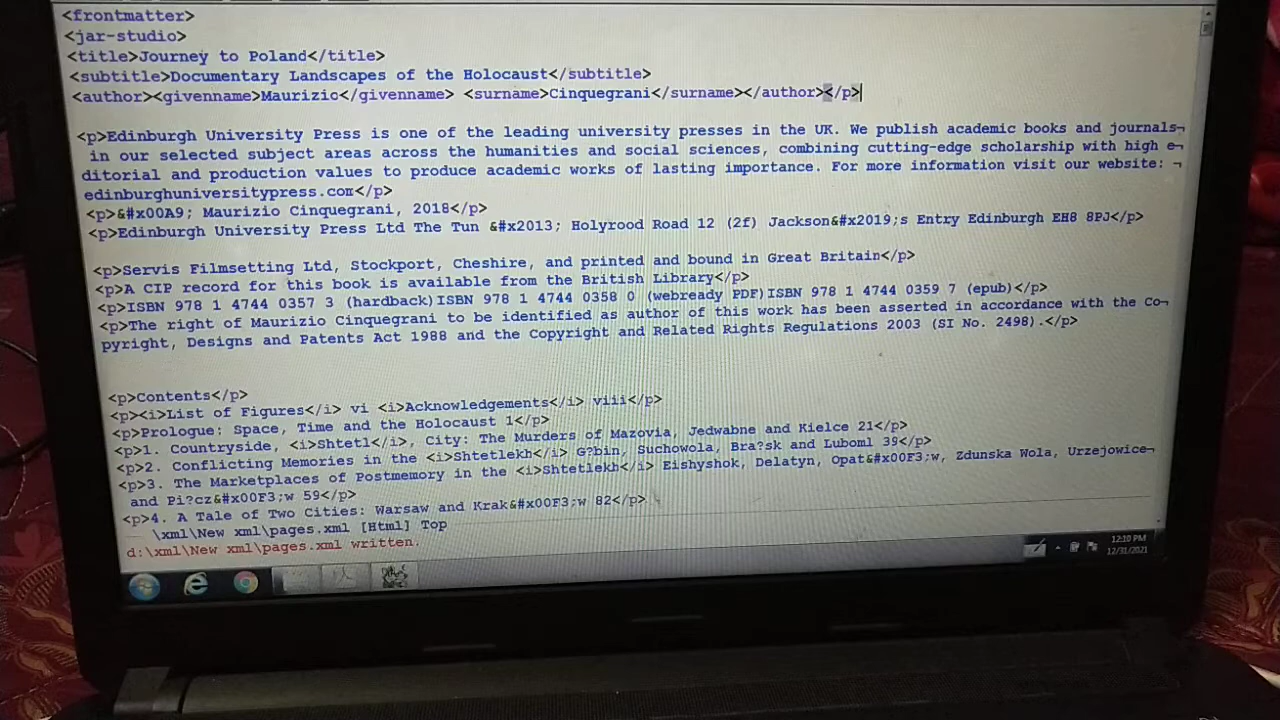 <frontmatter>
<jar-studio>
<title>Journey to Poland</title>
<subtitle>Documentary Landscapes of the Holocaust</subtitle>
<author><givenname>Maurizio</givenname> <surname>Cinquegrani</surname></author></p>
<p>Edinburgh University Press is one of the leading university presses in the UK. We publish academic books and journals¬
in our selected subject areas across the humanities and social sciences, combining cutting-edge scholarship with high e¬
ditorial and production values to produce academic works of lasting importance. For more information visit our website: ¬
edinburghuniversitypress.com</p>
<p>&#x00A9; Maurizio Cinquegrani, 2018</p>
<p>Edinburgh University Press Ltd The Tun &#x2013; Holyrood Road 12 (2f) Jackson&#x2019;s Entry Edinburgh EH8 8PJ</p>
<p>Servis Filmsetting Ltd, Stockport, Cheshire, and printed and bound in Great Britain</p>
<p>A CIP record for this book is available from the British Library</p>
<p>ISBN 978 1 4744 0357 3 (hardback)ISBN 978 1 4744 0358 0 (webready PDF)ISBN 978 1 4744 0359 7 (epub)</p>
<p>The right of Maurizio Cinquegrani to be identified as author of this work has been asserted in accordance with the Co¬
pyright, Designs and Patents Act 1988 and the Copyright and Related Rights Regulations 2003 (SI No. 2498).</p>
<p>Contents</p>
<p><i>List of Figures</i> vi <i>Acknowledgements</i> viii</p>
<p>Prologue: Space, Time and the Holocaust 1</p>
<p>1. Countryside, <i>Shtetl</i>, City: The Murders of Mazovia, Jedwabne and Kielce 21</p>
<p>2. Conflicting Memories in the <i>Shtetlekh</i> G?bin, Suchowola, Bra?sk and Luboml 39</p>
<p>3. The Marketplaces of Postmemory in the <i>Shtetlekh</i> Eishyshok, Delatyn, Opat&#x00F3;w, Zdunska Wola, Urzejowice¬
and Pi?cz&#x00F3;w 59</p>
<p>4. A Tale of Two Cities: Warsaw and Krak&#x00F3;w 82</p>
\xml\New xml\pages.xml [Html] Top
d:\xml\New xml\pages.xml written.
12:10 PM
12/31/2021